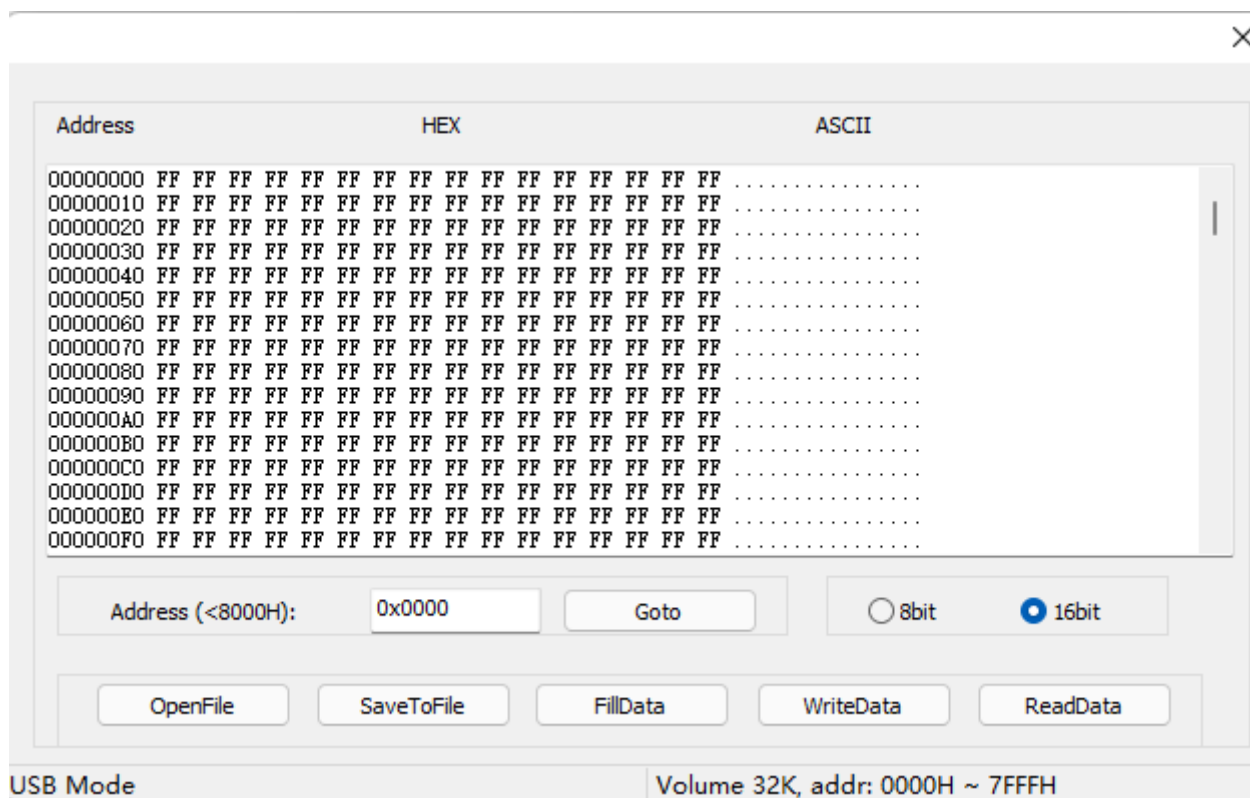 Address HEX ASCII
00000000 FF FF FF FF FF FF FF FF FF FF FF FF FF FF FF FF ................
00000010 FF FF FF FF FF FF FF FF FF FF FF FF FF FF FF FF ................
00000020 FF FF FF FF FF FF FF FF FF FF FF FF FF FF FF FF ................
00000030 FF FF FF FF FF FF FF FF FF FF FF FF FF FF FF FF ................
00000040 FF FF FF FF FF FF FF FF FF FF FF FF FF FF FF FF ................
00000050 FF FF FF FF FF FF FF FF FF FF FF FF FF FF FF FF ................
00000060 FF FF FF FF FF FF FF FF FF FF FF FF FF FF FF FF ................
00000070 FF FF FF FF FF FF FF FF FF FF FF FF FF FF FF FF ................
00000080 FF FF FF FF FF FF FF FF FF FF FF FF FF FF FF FF ................
00000090 FF FF FF FF FF FF FF FF FF FF FF FF FF FF FF FF ................
000000A0 FF FF FF FF FF FF FF FF FF FF FF FF FF FF FF FF ................
000000B0 FF FF FF FF FF FF FF FF FF FF FF FF FF FF FF FF ................
000000C0 FF FF FF FF FF FF FF FF FF FF FF FF FF FF FF FF ................
000000D0 FF FF FF FF FF FF FF FF FF FF FF FF FF FF FF FF ................
000000E0 FF FF FF FF FF FF FF FF FF FF FF FF FF FF FF FF ................
000000F0 FF FF FF FF FF FF FF FF FF FF FF FF FF FF FF FF ................
Address (<8000H): 0x0000 Goto 8bit 16bit
OpenFile SaveToFile FillData WriteData ReadData
USB Mode Volume 32K, addr: 0000H ~ 7FFFH